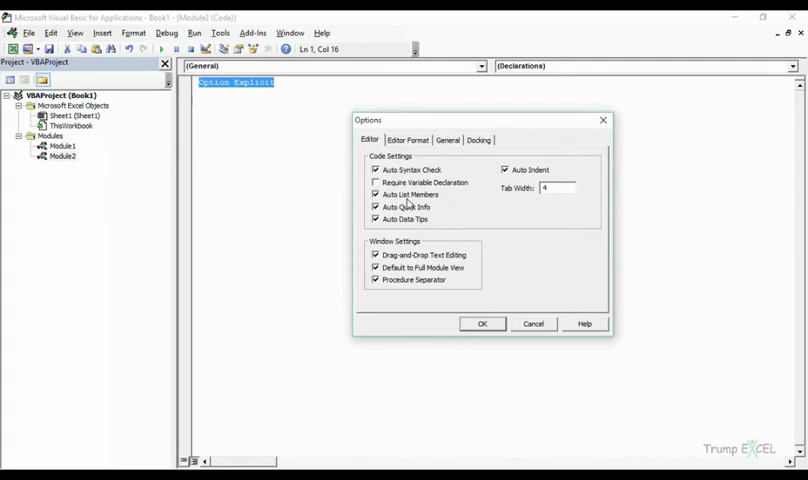 Microsoft Visual Basic for Applications - Book1 - [Module2 (Code)]
File Edit View Insert Format Debug Run Tools Add-Ins Window Help
Ln 1, Col 16
Project - VBAProject
(General)
(Declarations)
VBAProject (Book1)
Microsoft Excel Objects
Sheet1 (Sheet1)
ThisWorkbook
Modules
Module1
Module2
Option Explicit
Options
Editor Editor Format General Docking
Code Settings
Auto Syntax Check
Require Variable Declaration
Auto List Members
Auto Quick Info
Auto Data Tips
Auto Indent
Tab Width: 4
Window Settings
Drag-and-Drop Text Editing
Default to Full Module View
Procedure Separator
OK Cancel Help
Trump EXCEL